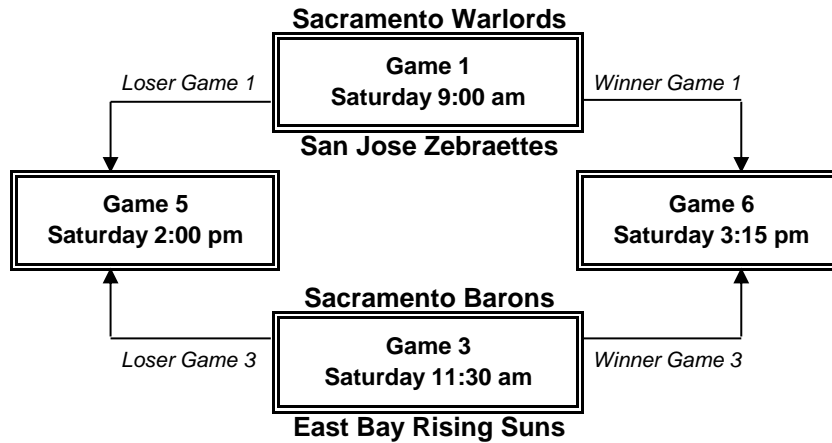 Sacramento Warlords
Loser Game 1
Game 1
Saturday 9:00 am
Winner Game 1
San Jose Zebraettes
Game 5
Saturday 2:00 pm
Game 6
Saturday 3:15 pm
Sacramento Barons
Loser Game 3
Game 3
Saturday 11:30 am
Winner Game 3
East Bay Rising Suns